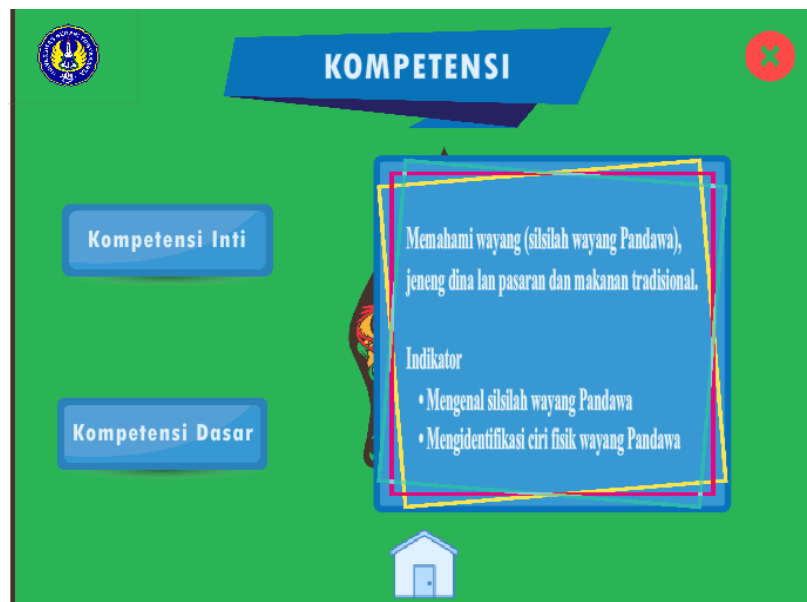 KOMPETENSI
Kompetensi Inti
Kompetensi Dasar
Memahami wayang (silsilah wayang Pandawa),
jeneng dina lan pasaran dan makanan tradisional.
Indikator
• Mengenal silsilah wayang Pandawa
• Mengidentifikasi ciri fisik wayang Pandawa